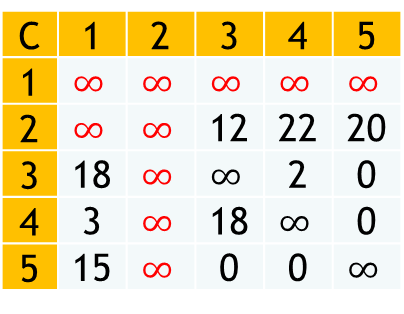 C 1 2 3 4 5
1 ∞ ∞ ∞ ∞ ∞
2 ∞ ∞ 12 22 20
3 18 ∞ ∞ 2 0
4 3 ∞ 18 ∞ 0
5 15 ∞ 0 0 ∞